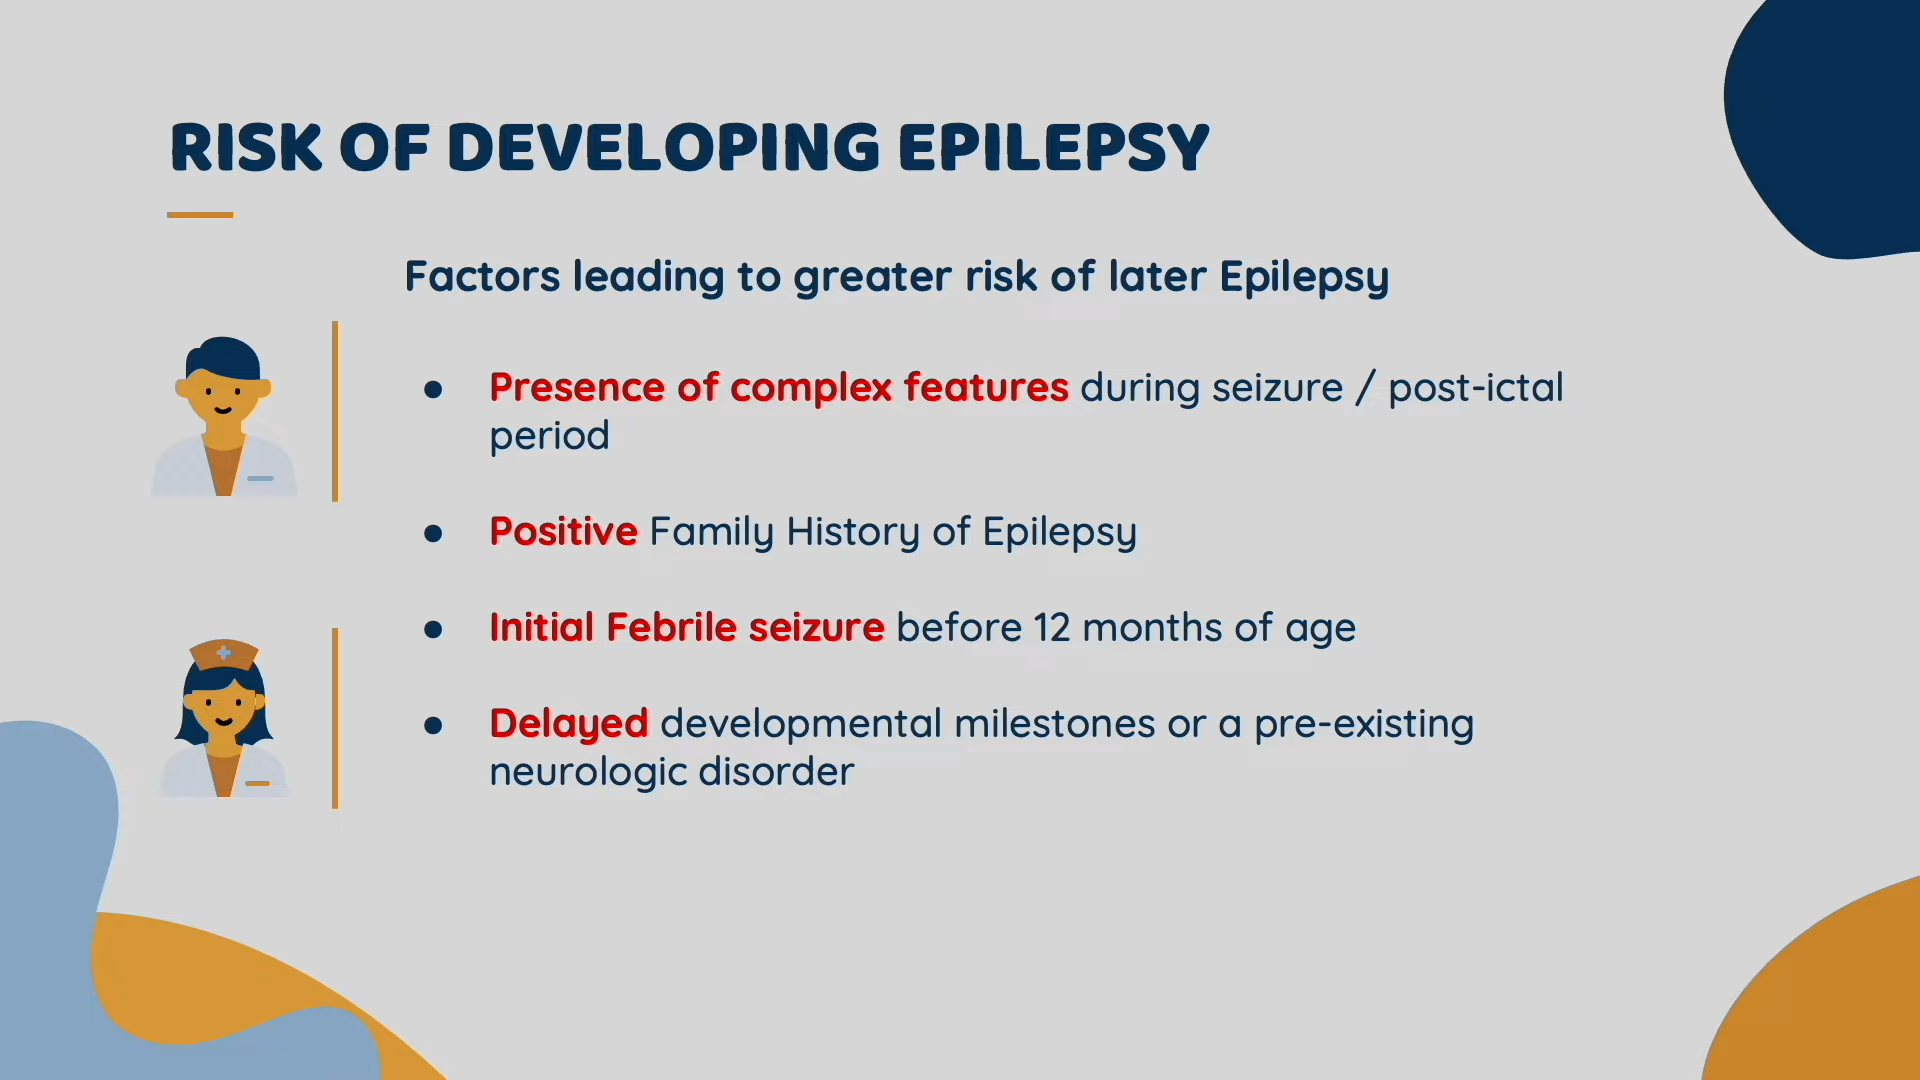 RISK OF DEVELOPING EPILEPSY
Factors leading to greater risk of later Epilepsy
● Presence of complex features during seizure / post-ictal
period
● Positive Family History of Epilepsy
● Initial Febrile seizure before 12 months of age
● Delayed developmental milestones or a pre-existing
neurologic disorder